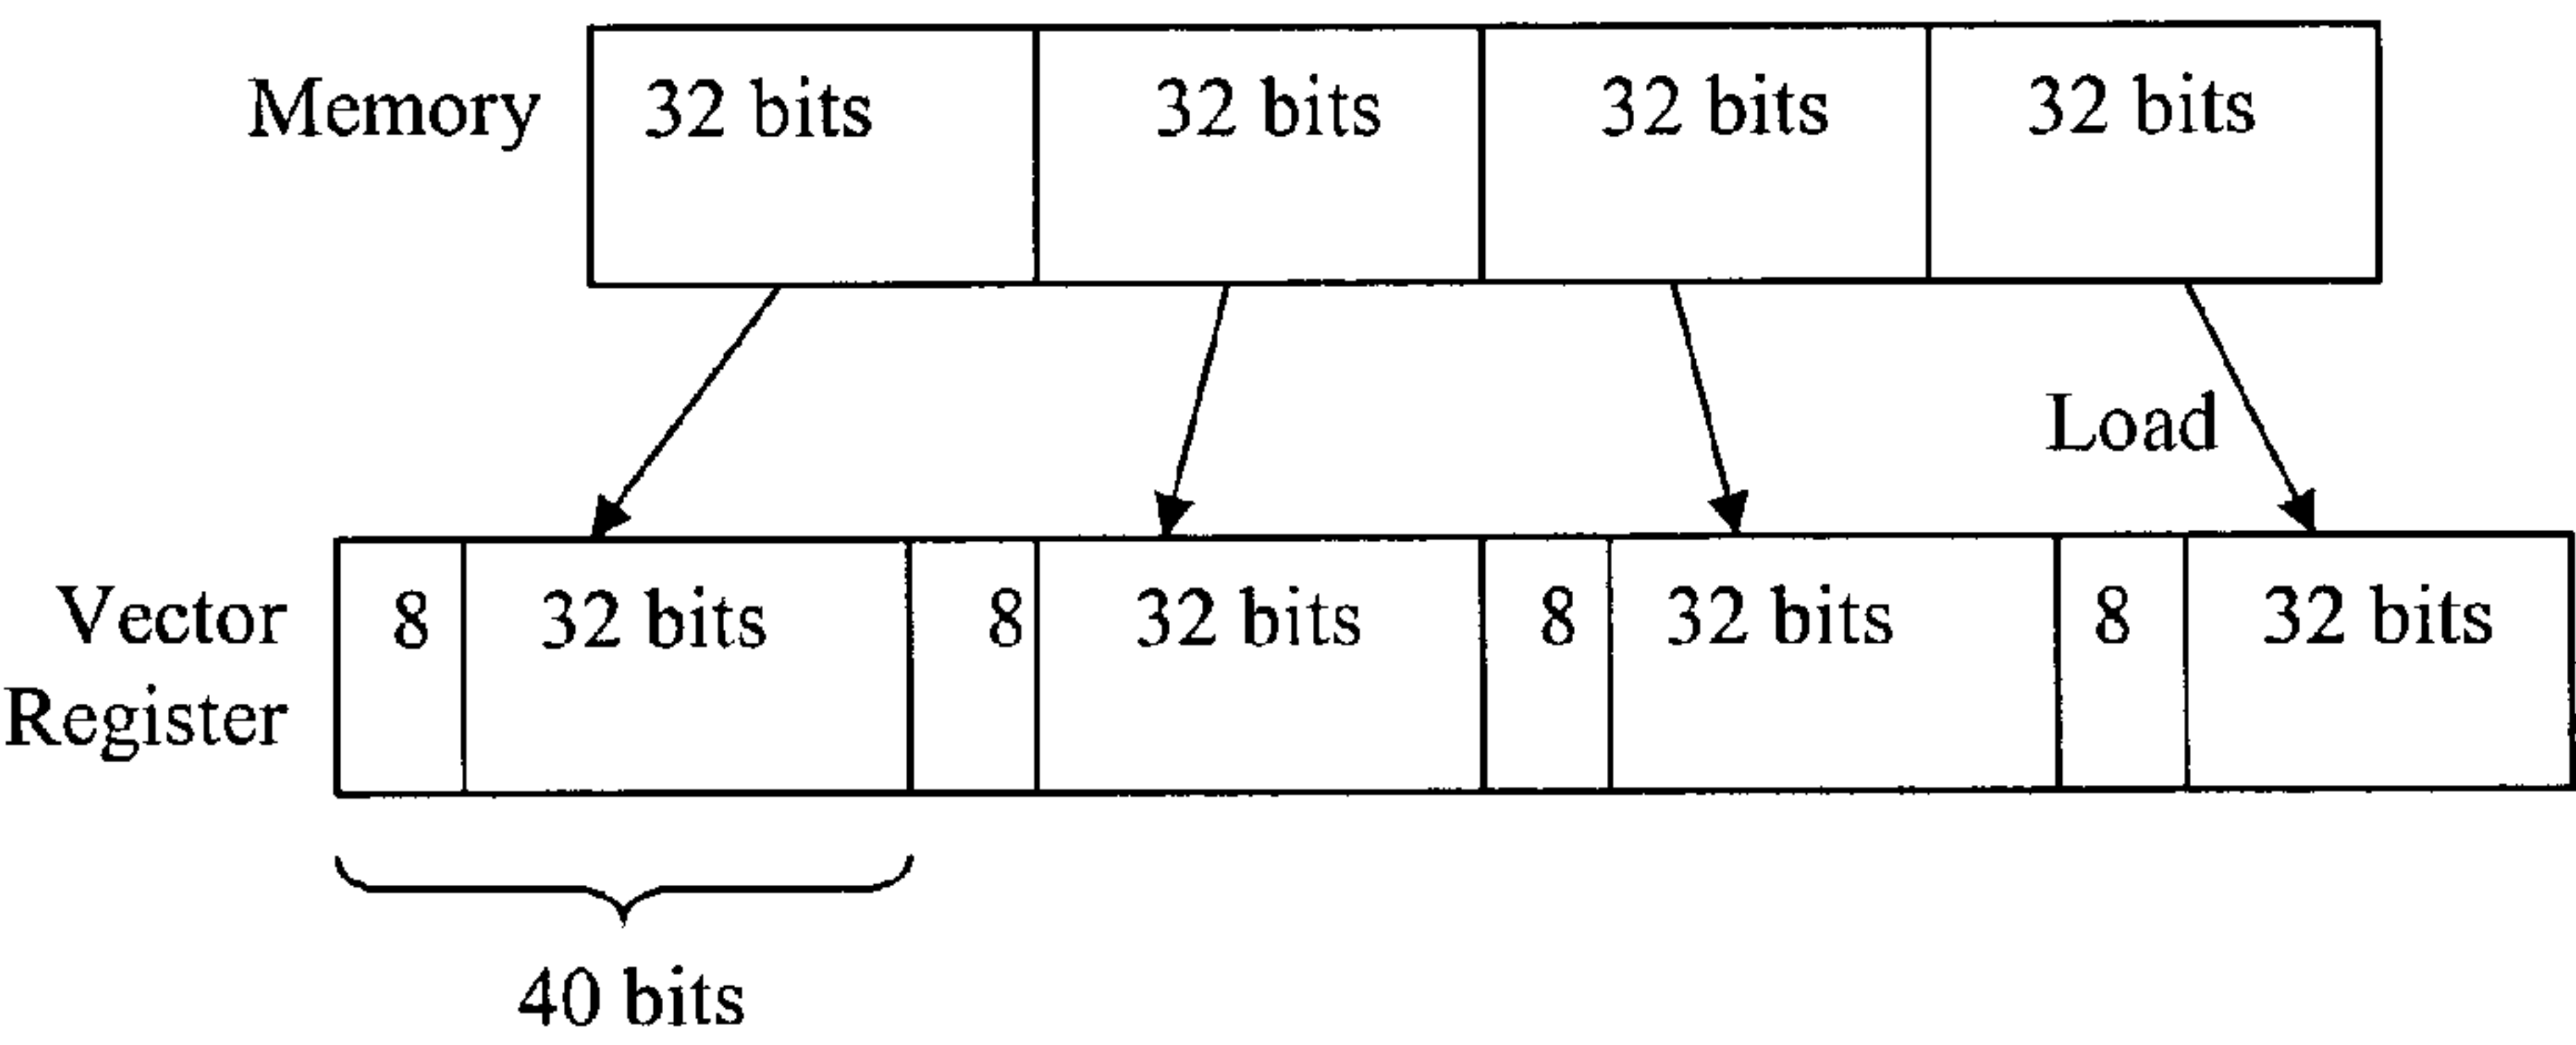 Memory 32 bits 32 bits 32 bits 32 bits
Load
Vector Register 8 32 bits 8 32 bits 8 32 bits 8 32 bits
40 bits